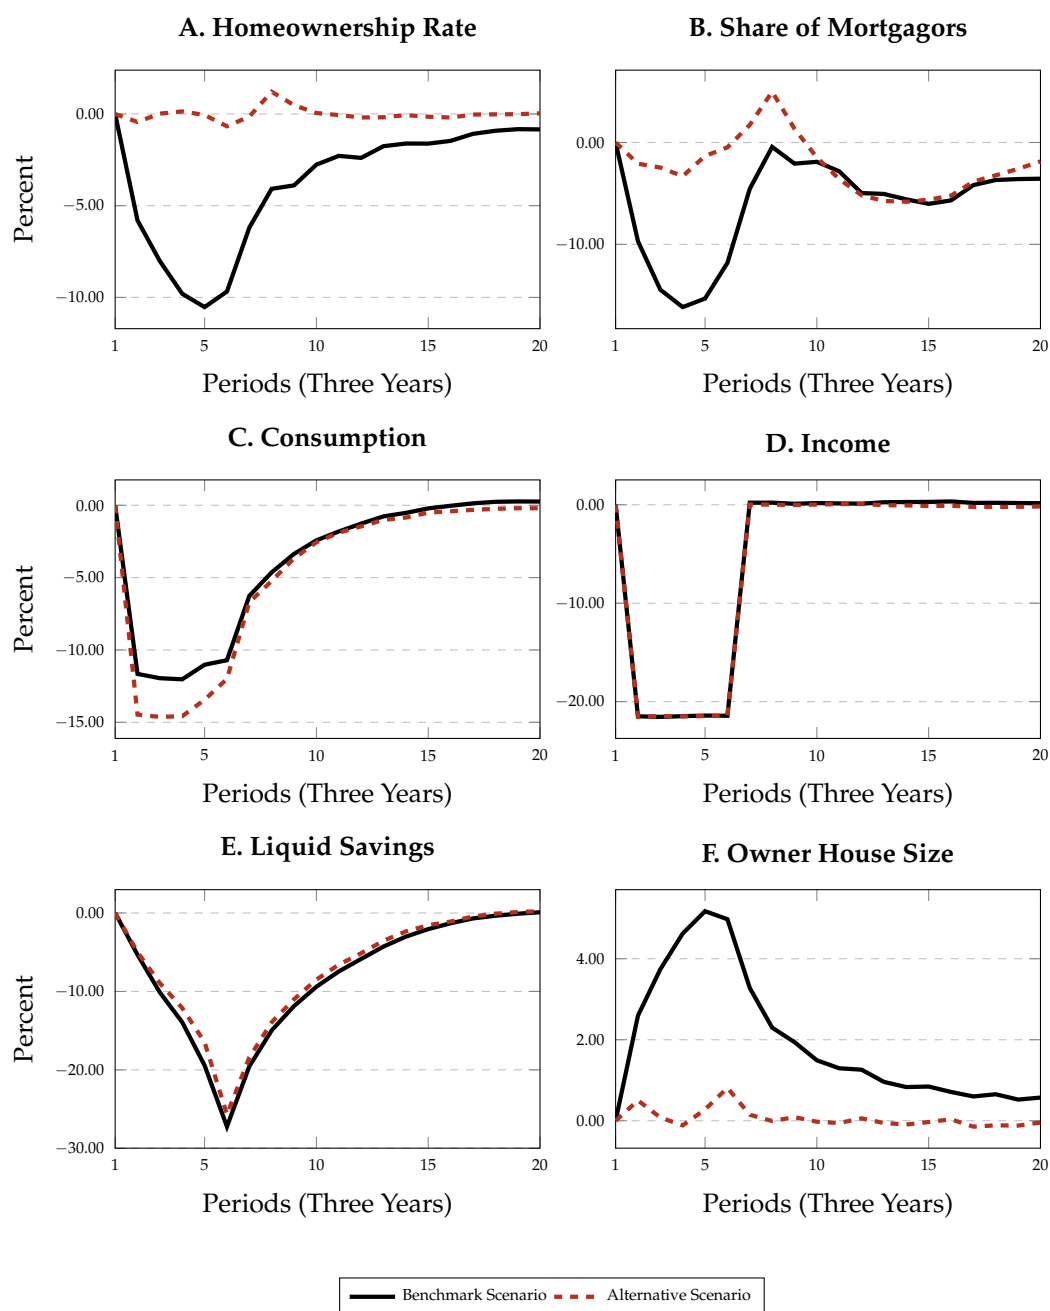 A. Homeownership Rate
0.00
−5.00
−10.00
Percent
1 5 10 15 20
Periods (Three Years)
B. Share of Mortgagors
0.00
−10.00
1 5 10 15 20
Periods (Three Years)
C. Consumption
0.00
−5.00
−10.00
−15.00
Percent
1 5 10 15 20
Periods (Three Years)
D. Income
0.00
−10.00
−20.00
1 5 10 15 20
Periods (Three Years)
E. Liquid Savings
0.00
−10.00
−20.00
−30.00
Percent
1 5 10 15 20
Periods (Three Years)
F. Owner House Size
4.00
2.00
0.00
1 5 10 15 20
Periods (Three Years)
Benchmark Scenario Alternative Scenario